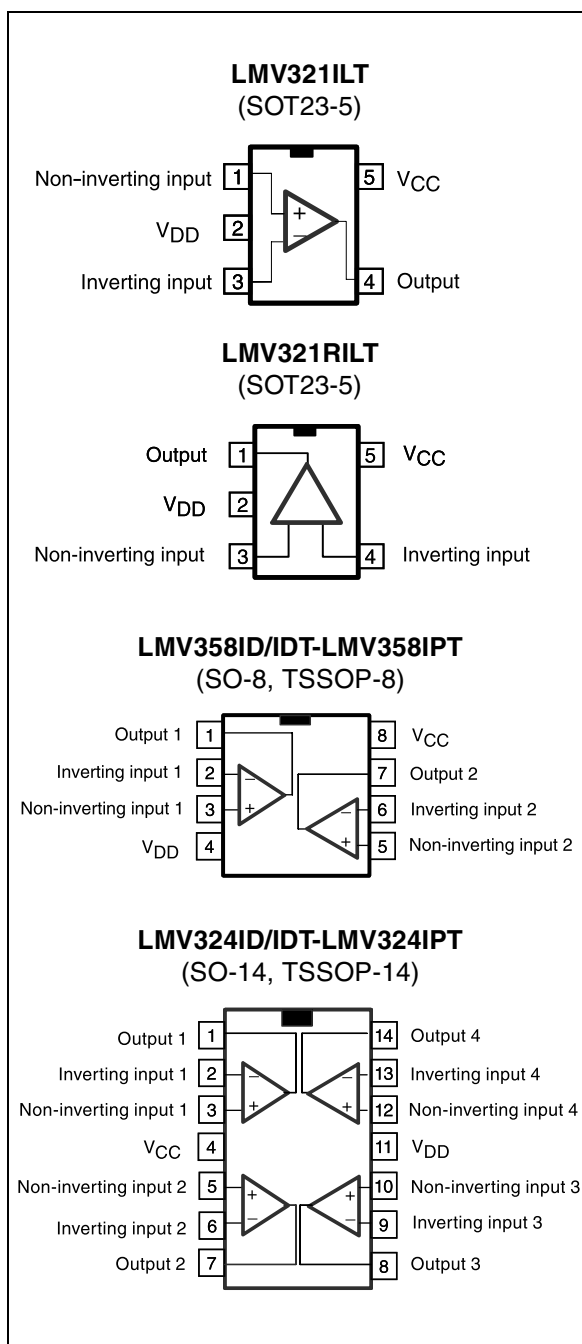 LMV321ILT
(SOT23-5)
Non-inverting input 1 5 VCC
+
VDD 2
−
Inverting input 3 4 Output
LMV321RILT
(SOT23-5)
Output 1 5 VCC
VDD 2
Non-inverting input 3 4 Inverting input
LMV358ID/IDT-LMV358IPT
(SO-8, TSSOP-8)
Output 1 1 8 VCC
Inverting input 1 2 − 7 Output 2
Non-inverting input 1 3 + − 6 Inverting input 2
VDD 4 + 5 Non-inverting input 2
LMV324ID/IDT-LMV324IPT
(SO-14, TSSOP-14)
Output 1 1 14 Output 4
Inverting input 1 2 − − 13 Inverting input 4
Non-inverting input 1 3 + + 12 Non-inverting input 4
VCC 4 11 VDD
Non-inverting input 2 5 + + 10 Non-inverting input 3
Inverting input 2 6 − − 9 Inverting input 3
Output 2 7 8 Output 3